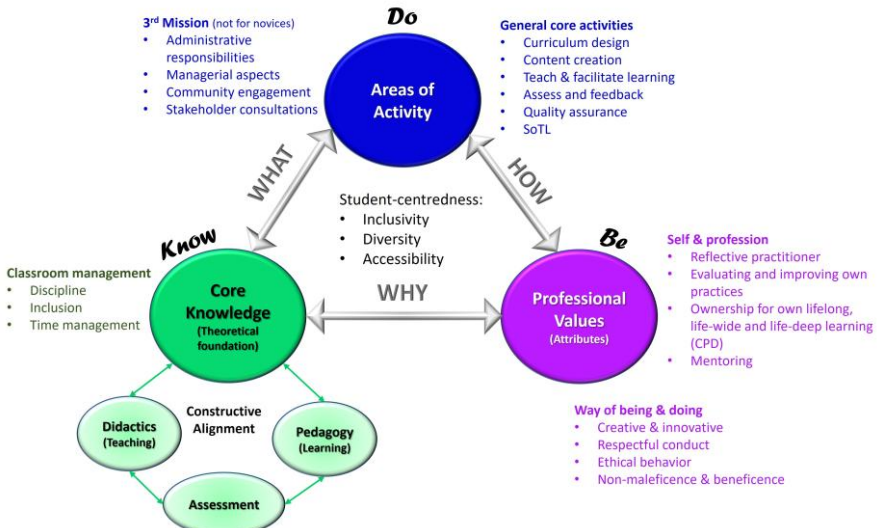 Do
3rd Mission (not for novices)
• Administrative
responsibilities
• Managerial aspects
• Community engagement
• Stakeholder consultations
Areas of
Activity
General core activities
• Curriculum design
• Content creation
• Teach & facilitate learning
• Assess and feedback
• Quality assurance
• SoTL
WHAT
HOW
Student-centredness:
• Inclusivity
• Diversity
• Accessibility
Know
Classroom management
• Discipline
• Inclusion
• Time management
Core
Knowledge
(Theoretical
foundation)
WHY
Be
Professional
Values
(Attributes)
Self & profession
• Reflective practitioner
• Evaluating and improving own
practices
• Ownership for own lifelong,
life-wide and life-deep learning
(CPD)
• Mentoring
Didactics
(Teaching)
Constructive
Alignment
Pedagogy
(Learning)
Assessment
Way of being & doing
• Creative & innovative
• Respectful conduct
• Ethical behavior
• Non-maleficence & beneficence